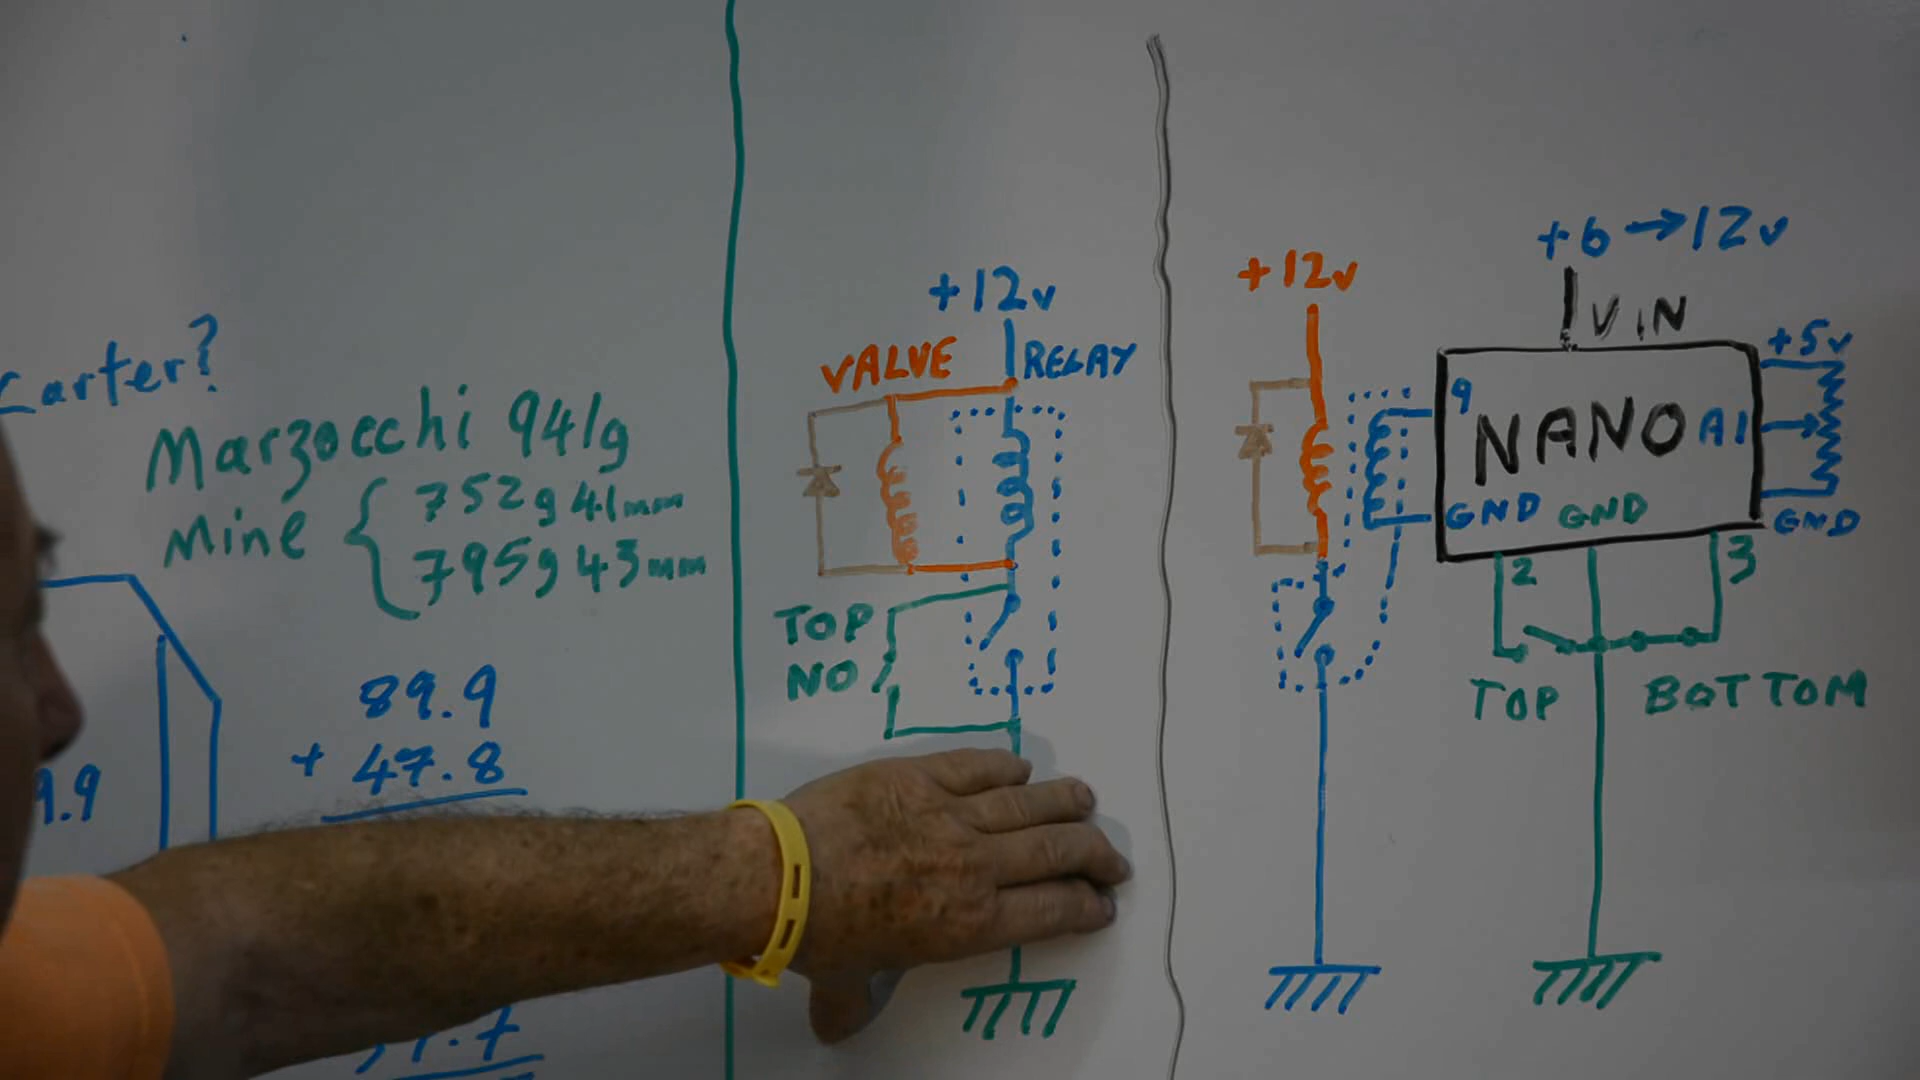 Carter?
Marzocchi 941g
Mine { 752g 41mm
795g 43mm
89.9
+ 47.8
9.9
+12v
VALVE
RELAY
TOP
NO
+12v
+6 → 12v
VIN
+5v
9
NANO
A1
GND
GND
GND
2
3
TOP
BOTTOM